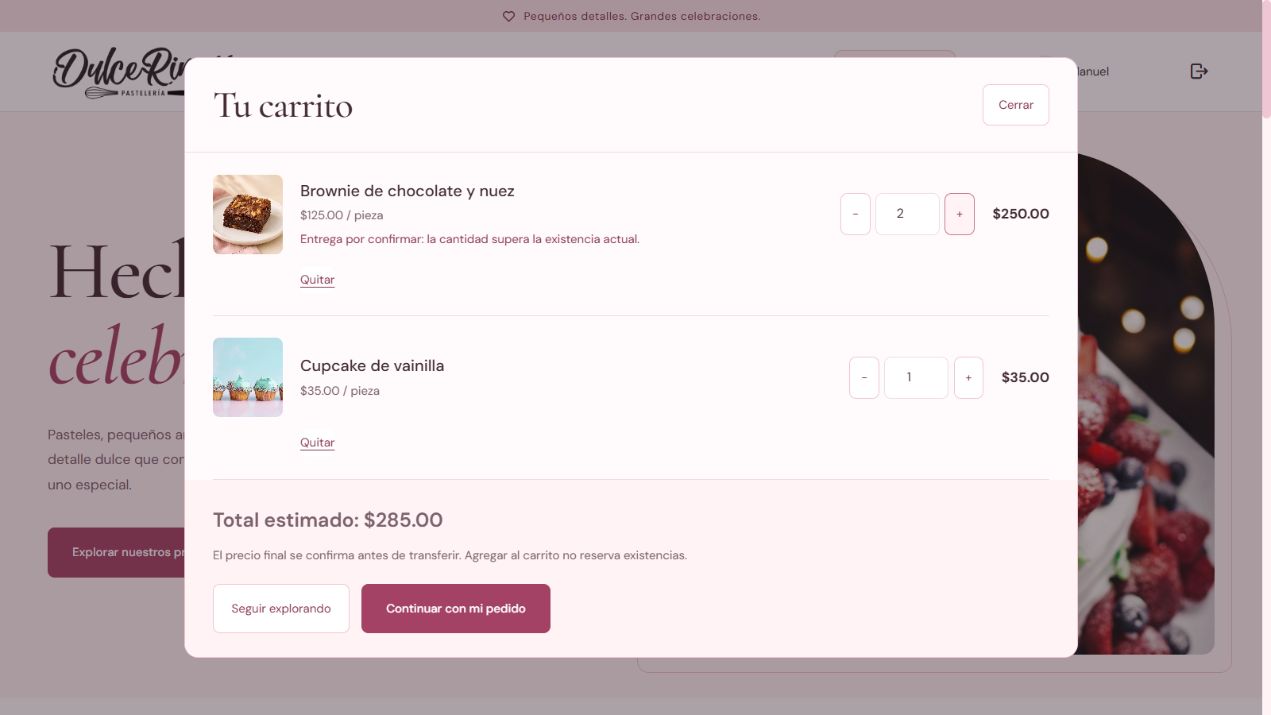 Pequeños detalles. Grandes celebraciones.
PASTELERÍA
Tu carrito
Cerrar
Brownie de chocolate y nuez
$125.00 / pieza
Entrega por confirmar: la cantidad supera la existencia actual.
Quitar
- 2 + $250.00
Cupcake de vainilla
$35.00 / pieza
Quitar
- 1 + $35.00
Total estimado: $285.00
El precio final se confirma antes de transferir. Agregar al carrito no reserva existencias.
Seguir explorando
Continuar con mi pedido
Pasteles, pequeños
detalle dulce que
uno especial.
Explorar nuestros